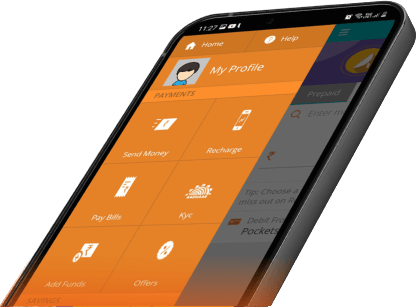 11:27
Home
Help
My Profile
PAYMENTS
Send Money
Recharge
Pay Bills
Kyc
Add Funds
Offers
SAVINGS
Prepaid
Enter m
₹
Tip: Choose a
miss out on
Debit Fr
Pockets